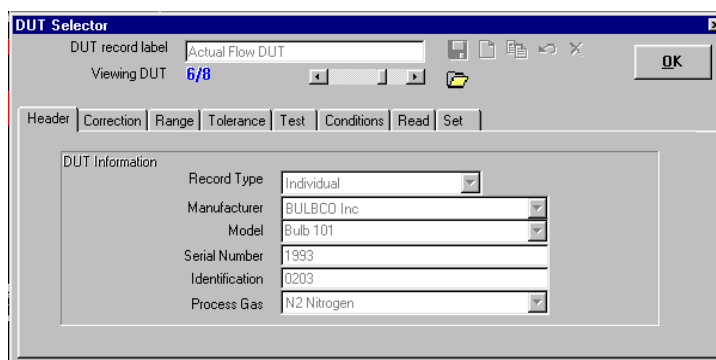 DUT Selector
DUT record label Actual Flow DUT
OK
Viewing DUT 6/8
Header Correction Range Tolerance Test Conditions Read Set
DUT Information
Record Type Individual
Manufacturer BULBCO Inc
Model Bulb 101
Serial Number 1993
Identification 0203
Process Gas N2 Nitrogen